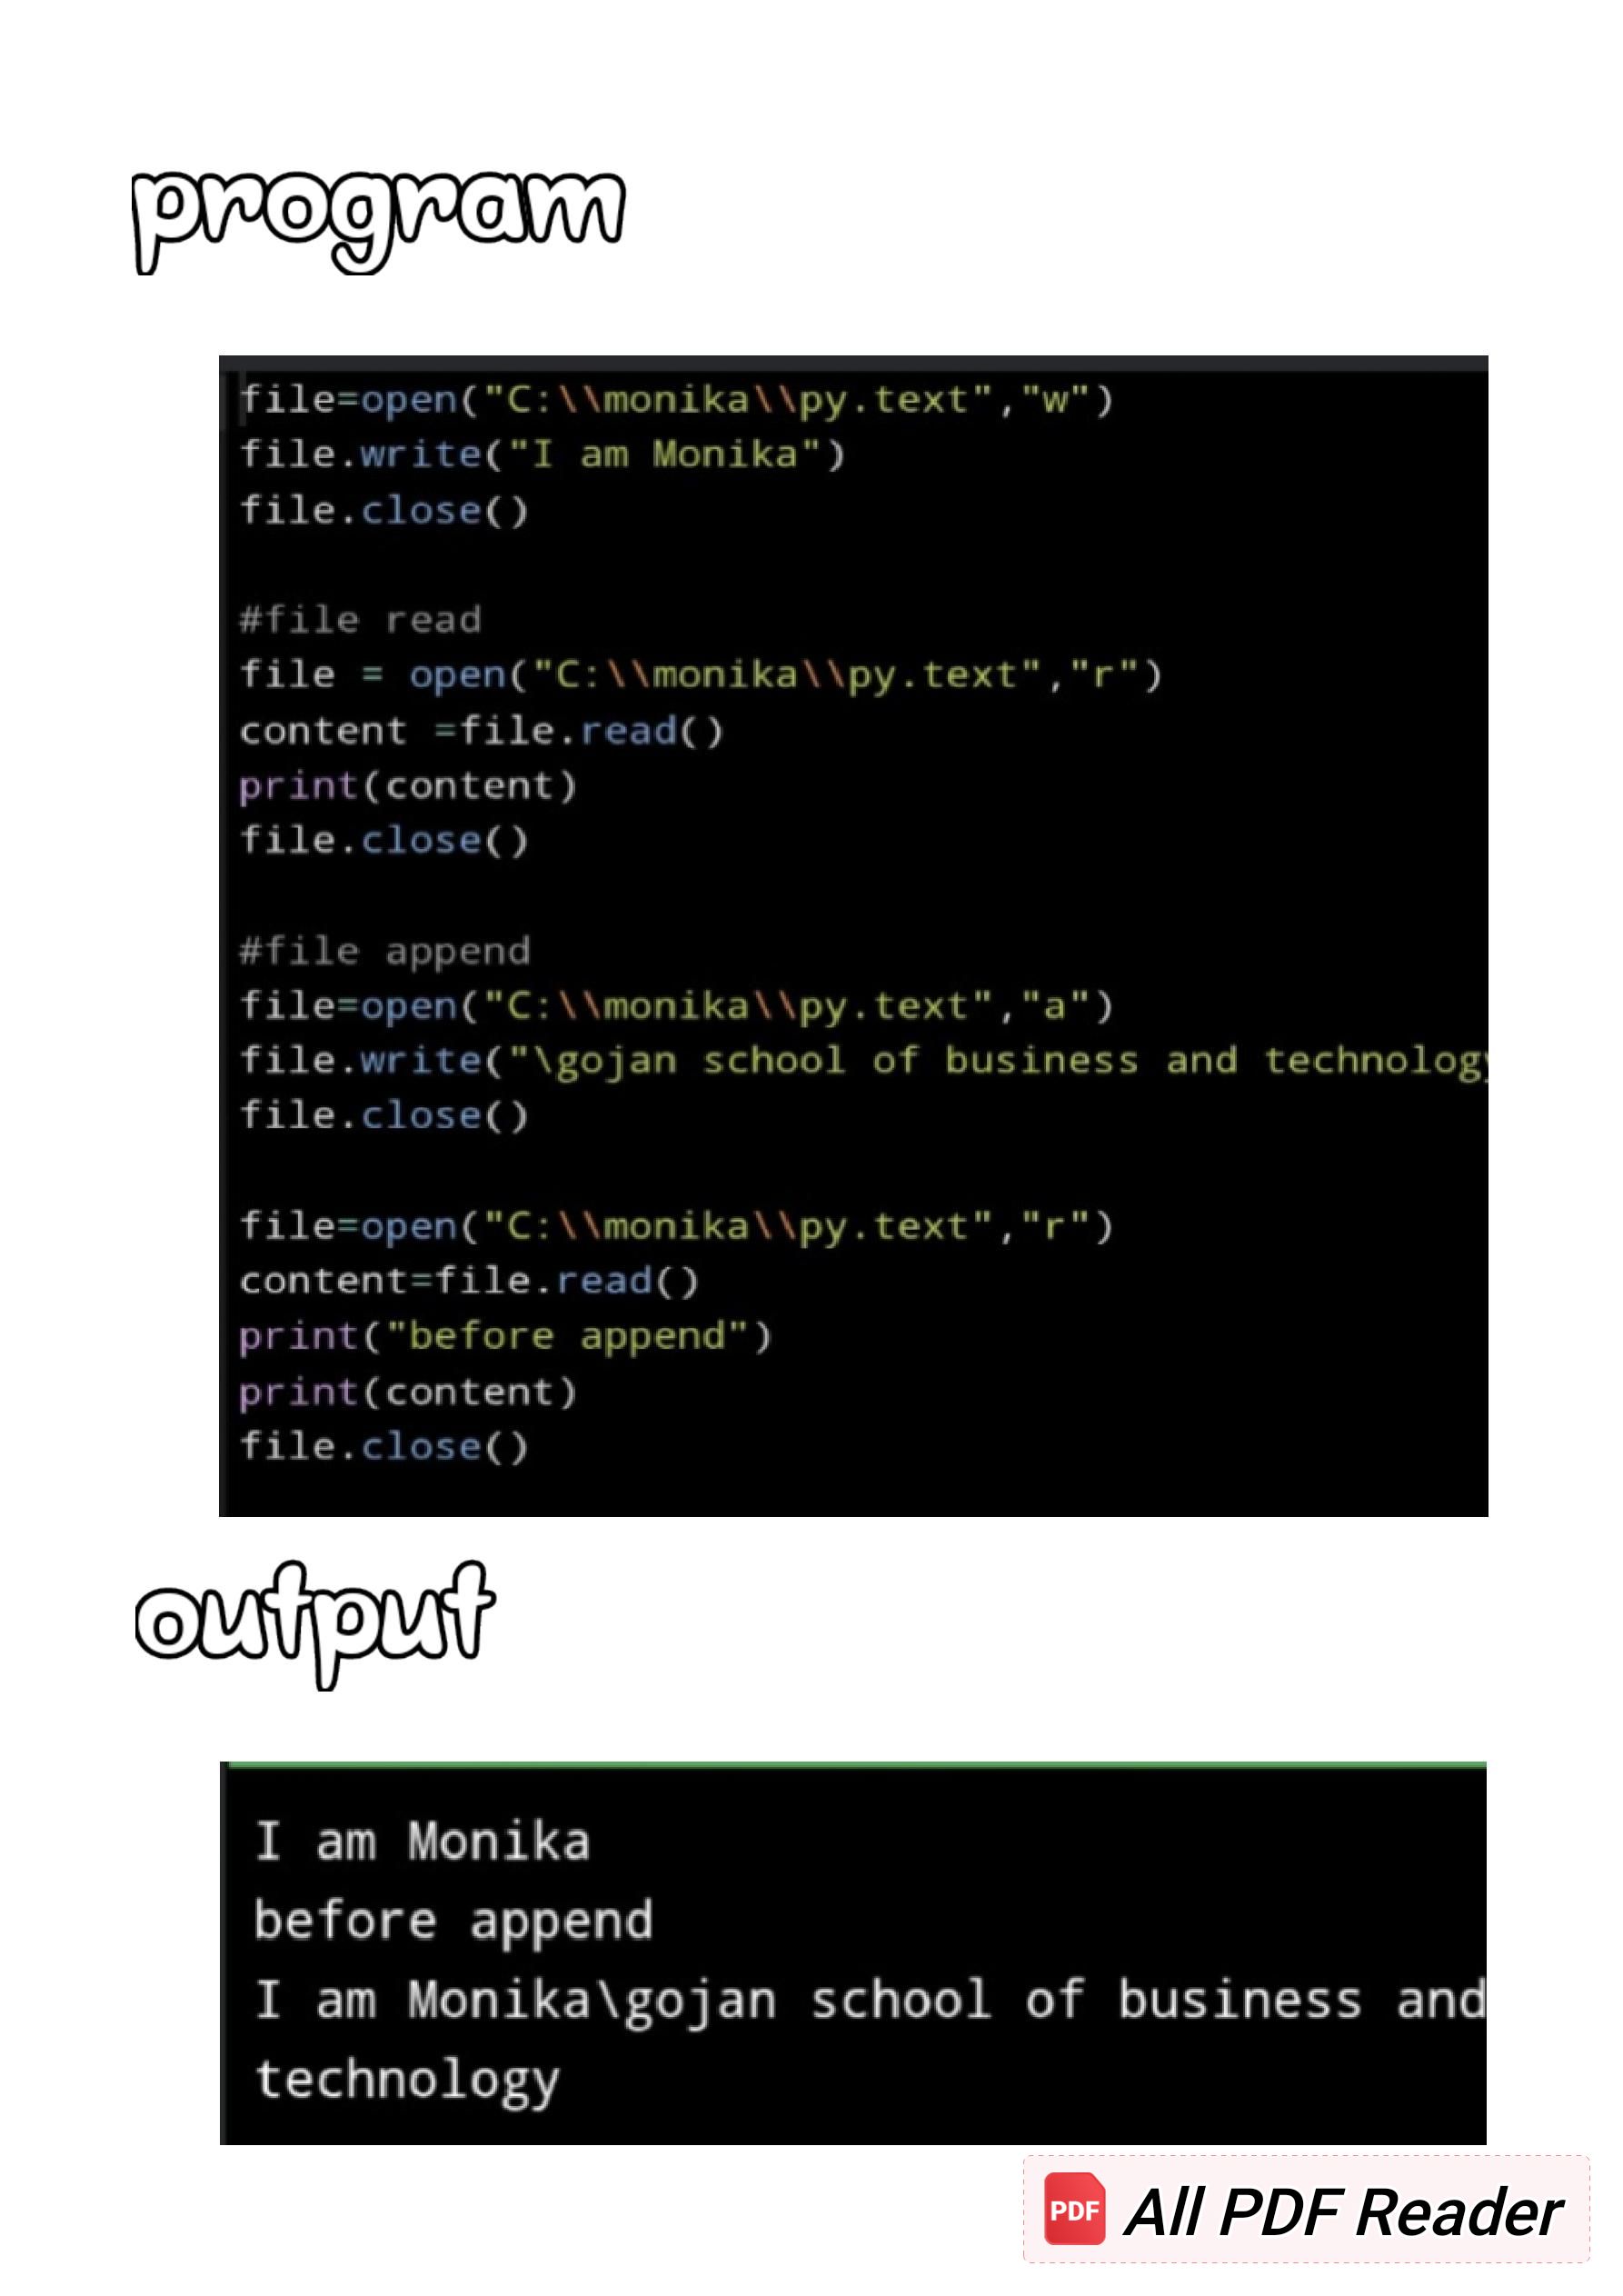 program
file=open("C:\\monika\\py.text","w")
file.write("I am Monika")
file.close()
#file read
file = open("C:\\monika\\py.text","r")
content =file.read()
print(content)
file.close()
#file append
file=open("C:\\monika\\py.text","a")
file.write("\gojan school of business and technology
file.close()
file=open("C:\\monika\\py.text","r")
content=file.read()
print("before append")
print(content)
file.close()
output
I am Monika
before append
I am Monika\gojan school of business and
technology
PDF All PDF Reader